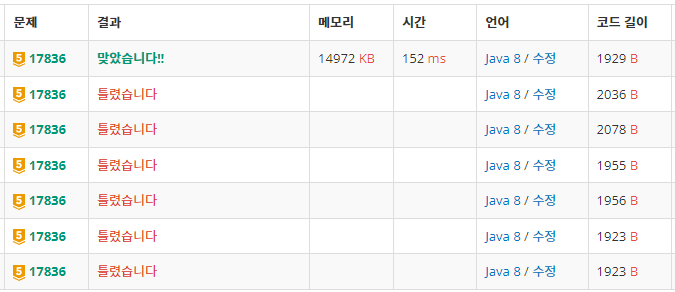 문제 결과 메모리 시간 언어 코드 길이
5 17836 맞았습니다!! 14972 KB 152 ms Java 8 / 수정 1929 B
5 17836 틀렸습니다 Java 8 / 수정 2036 B
5 17836 틀렸습니다 Java 8 / 수정 2078 B
5 17836 틀렸습니다 Java 8 / 수정 1955 B
5 17836 틀렸습니다 Java 8 / 수정 1956 B
5 17836 틀렸습니다 Java 8 / 수정 1923 B
5 17836 틀렸습니다 Java 8 / 수정 1923 B